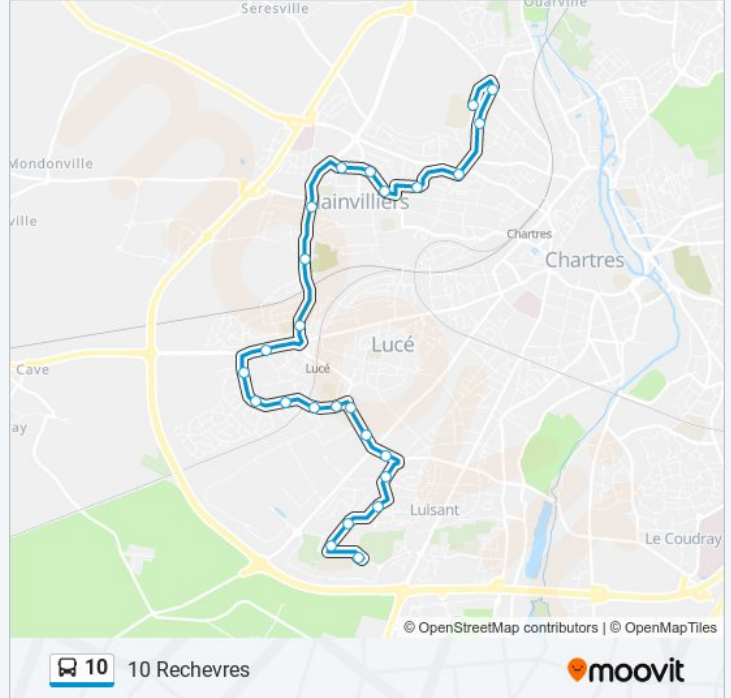 Seresville
Ouarville
Mondonville
ville
ainvilliers
Chartres
Chartres
Lucé
Lucé
Cave
ay
Luisant
Le Coudray
© OpenStreetMap contributors | © OpenMapTiles
10 10 Rechevres moovit